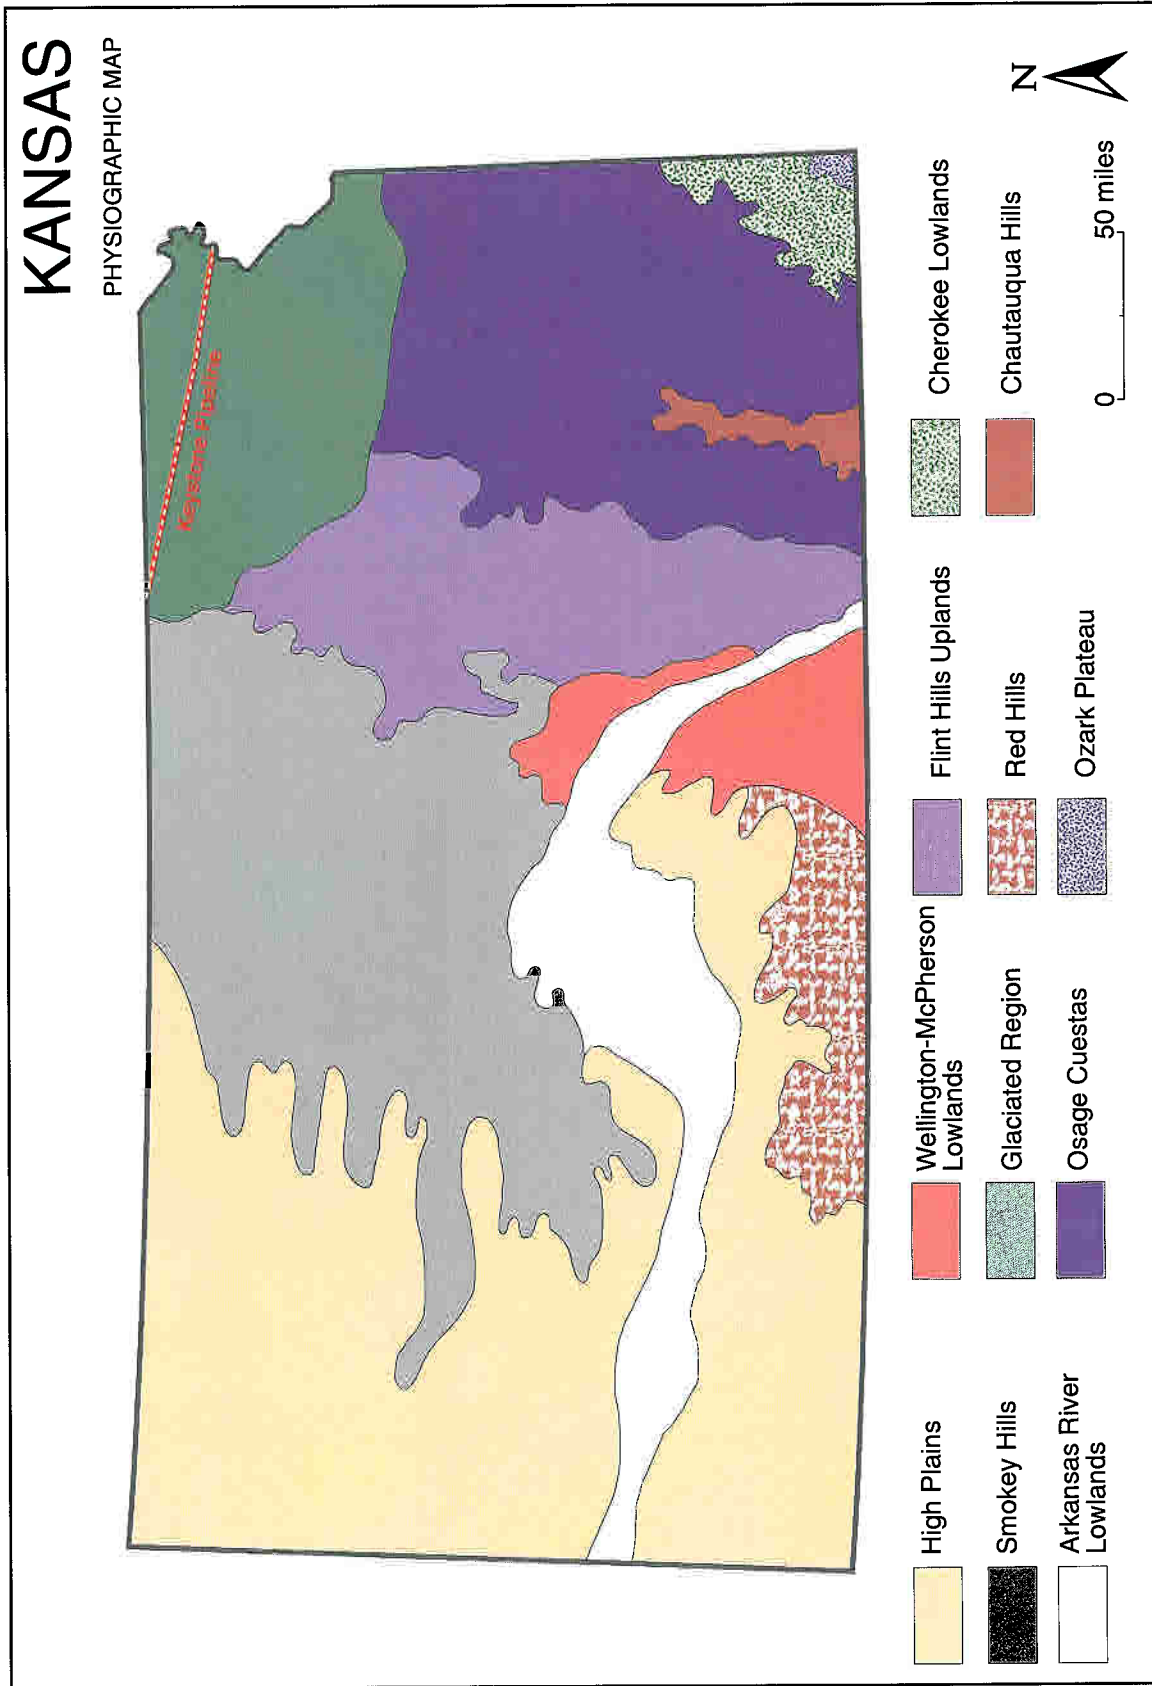 KANSAS
PHYSIOGRAPHIC MAP
Keystone Pipeline
High Plains
Smokey Hills
Arkansas River
Lowlands
Wellington-McPherson
Lowlands
Glaciated Region
Osage Cuestas
Flint Hills Uplands
Red Hills
Ozark Plateau
Cherokee Lowlands
Chautauqua Hills
N
0 50 miles